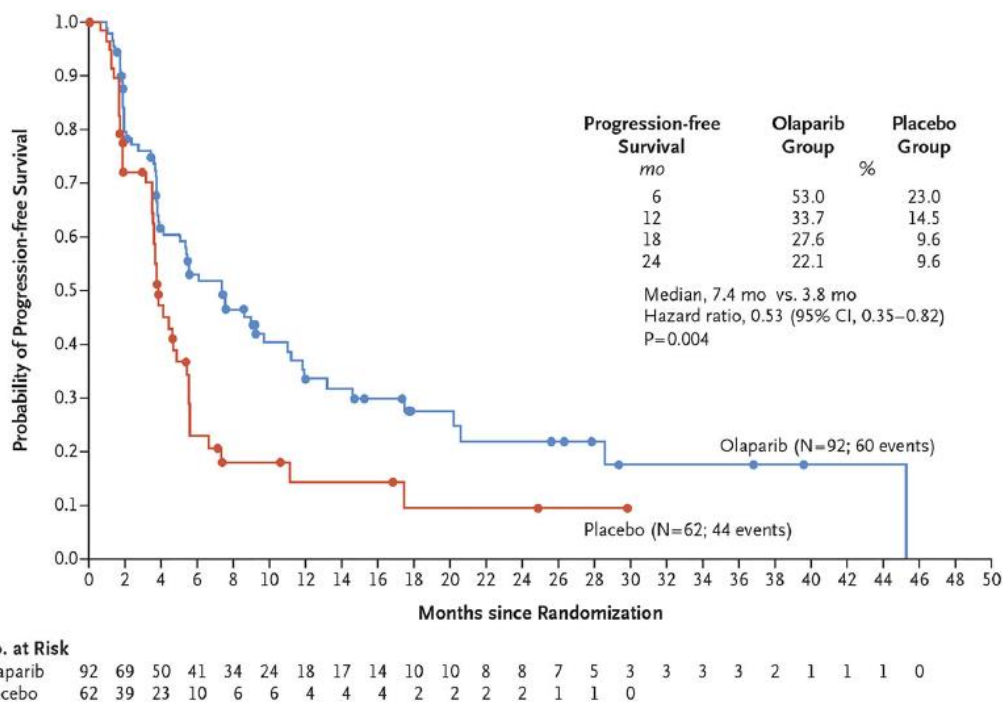 1.0
0.9
0.8
0.7
0.6
0.5
0.4
0.3
0.2
0.1
0.0
Probability of Progression-free Survival
Progression-free Survival Olaparib Group Placebo Group
mo %
6 53.0 23.0
12 33.7 14.5
18 27.6 9.6
24 22.1 9.6
Median, 7.4 mo vs. 3.8 mo
Hazard ratio, 0.53 (95% CI, 0.35–0.82)
P=0.004
Olaparib (N=92; 60 events)
Placebo (N=62; 44 events)
0 2 4 6 8 10 12 14 16 18 20 22 24 26 28 30 32 34 36 38 40 42 44 46 48 50
Months since Randomization
o. at Risk
aparib 92 69 50 41 34 24 18 17 14 10 10 8 8 7 5 3 3 3 3 2 1 1 1 0
acebo 62 39 23 10 6 6 4 4 4 2 2 2 2 1 1 0